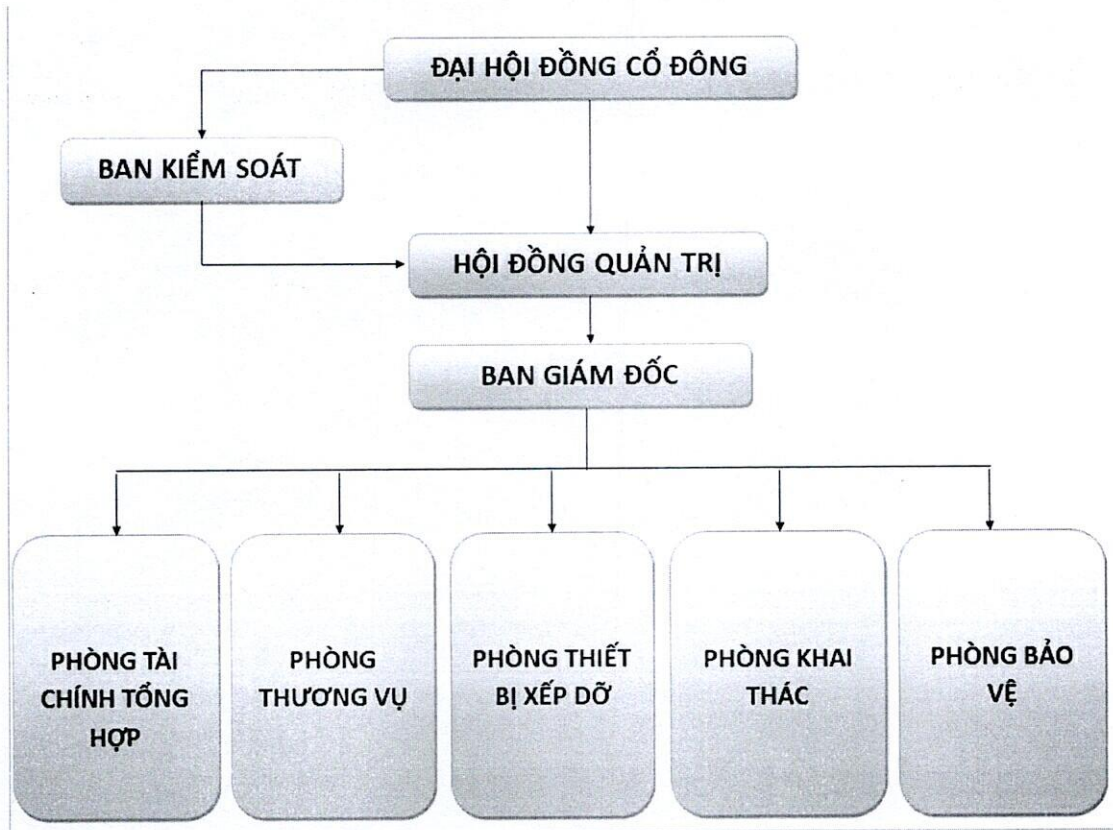 ĐẠI HỘI ĐỒNG CỔ ĐÔNG
BAN KIỂM SOÁT
HỘI ĐỒNG QUẢN TRỊ
BAN GIÁM ĐỐC
PHÒNG TÀI
CHÍNH TỔNG
HỢP
PHÒNG
THƯƠNG VỤ
PHÒNG THIẾT
BỊ XẾP DỠ
PHÒNG KHAI
THÁC
PHÒNG BẢO
VỆ